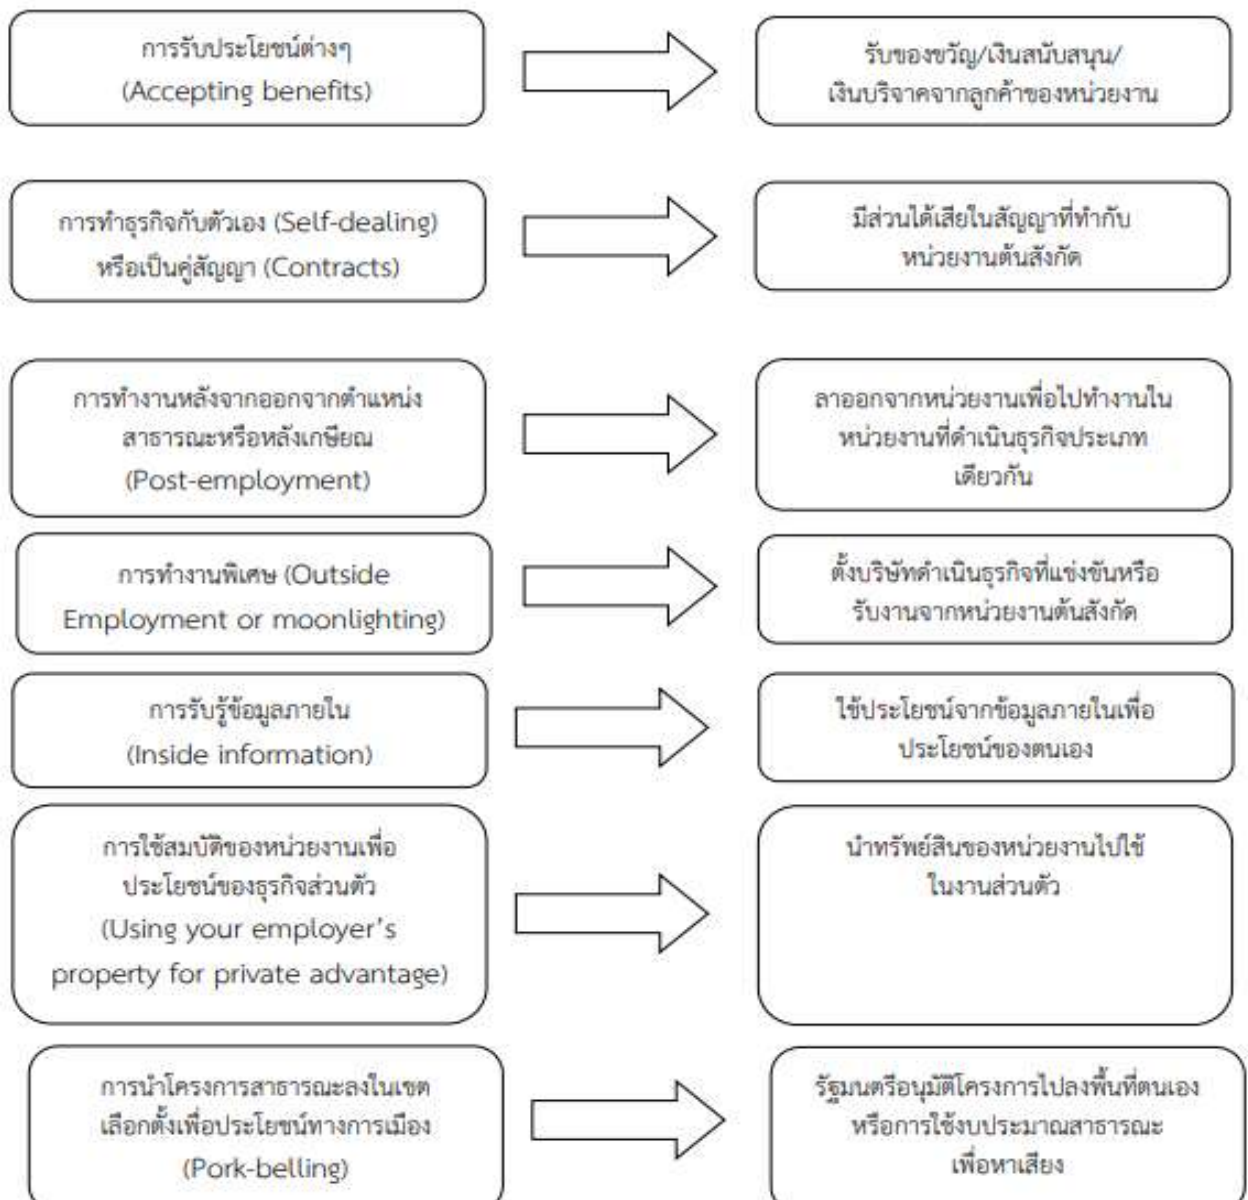 การรับประโยชน์ต่างๆ
(Accepting benefits)
รับของขวัญ/เงินสนับสนุน/
เงินบริจาคจากลูกค้าของหน่วยงาน
การทำธุรกิจกับตัวเอง (Self-dealing)
หรือเป็นคู่สัญญา (Contracts)
มีส่วนได้เสียในสัญญาที่ทำกับ
หน่วยงานต้นสังกัด
การทำงานหลังจากออกจากตำแหน่ง
สาธารณะหรือหลังเกษียณ
(Post-employment)
ลาออกจากหน่วยงานเพื่อไปทำงานใน
หน่วยงานที่ดำเนินธุรกิจประเภท
เดียวกัน
การทำงานพิเศษ (Outside
Employment or moonlighting)
ตั้งบริษัทดำเนินธุรกิจที่แข่งขันหรือ
รับงานจากหน่วยงานต้นสังกัด
การรับรู้ข้อมูลภายใน
(Inside information)
ใช้ประโยชน์จากข้อมูลภายในเพื่อ
ประโยชน์ของตนเอง
การใช้สมบัติของหน่วยงานเพื่อ
ประโยชน์ของธุรกิจส่วนตัว
(Using your employer's
property for private advantage)
นำทรัพย์สินของหน่วยงานไปใช้
ในงานส่วนตัว
การนำโครงการสาธารณะลงในเขต
เลือกตั้งเพื่อประโยชน์ทางการเมือง
(Pork-belling)
รัฐมนตรีอนุมัติโครงการไปลงพื้นที่ตนเอง
หรือการใช้งบประมาณสาธารณะ
เพื่อหาเสียง